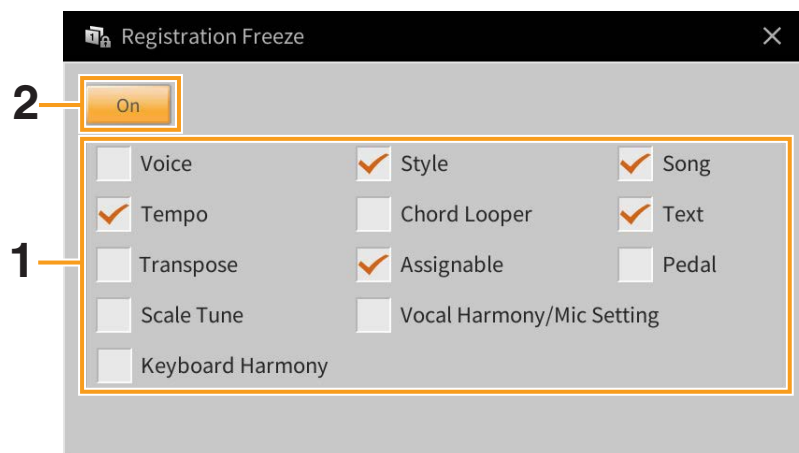 Registration Freeze
2
On
Voice Style Song
Tempo Chord Looper Text
1
Transpose Assignable Pedal
Scale Tune Vocal Harmony/Mic Setting
Keyboard Harmony